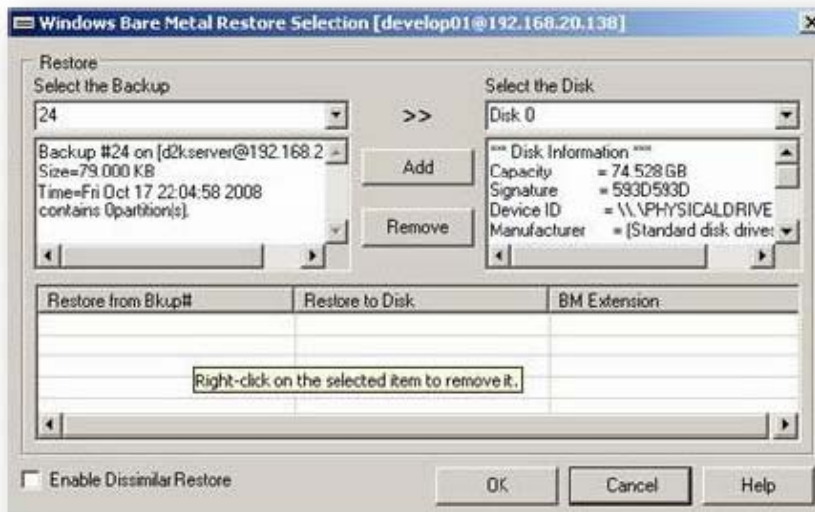 Windows Bare Metal Restore Selection [develop01@192.168.20.138]
Restore
Select the Backup
24
Backup #24 on [d2kserver@192.168.2
Size=79.000 KB
Time=Fri Oct 17 22:04:58 2008
contains 0partition(s).
>>
Add
Remove
Select the Disk
Disk 0
*** Disk Information ***
Capacity = 74.528 GB
Signature = 593D593D
Device ID = \\.\PHYSICALDRIVE
Manufacturer = (Standard disk drives
Restore from Bkup# Restore to Disk BM Extension
Right-click on the selected item to remove it.
Enable Dissimilar Restore
OK Cancel Help